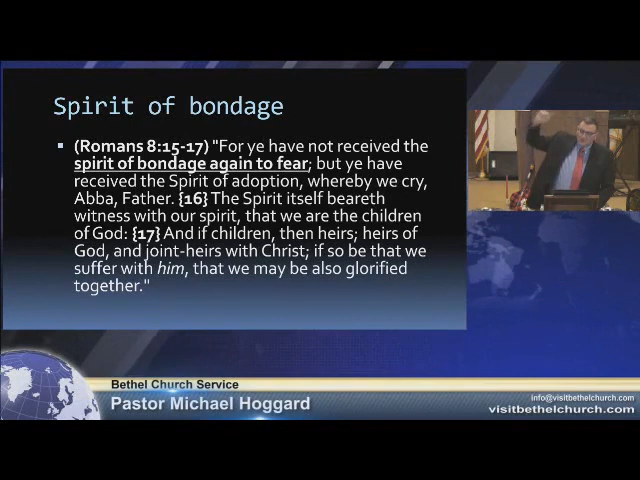 Spirit of bondage
▪ (Romans 8:15-17) "For ye have not received the
spirit of bondage again to fear; but ye have
received the Spirit of adoption, whereby we cry,
Abba, Father. {16} The Spirit itself beareth
witness with our spirit, that we are the children
of God: {17} And if children, then heirs; heirs of
God, and joint-heirs with Christ; if so be that we
suffer with him, that we may be also glorified
together."
Bethel Church Service
Pastor Michael Hoggard
info@visitbethelchurch.com
visitbethelchurch.com